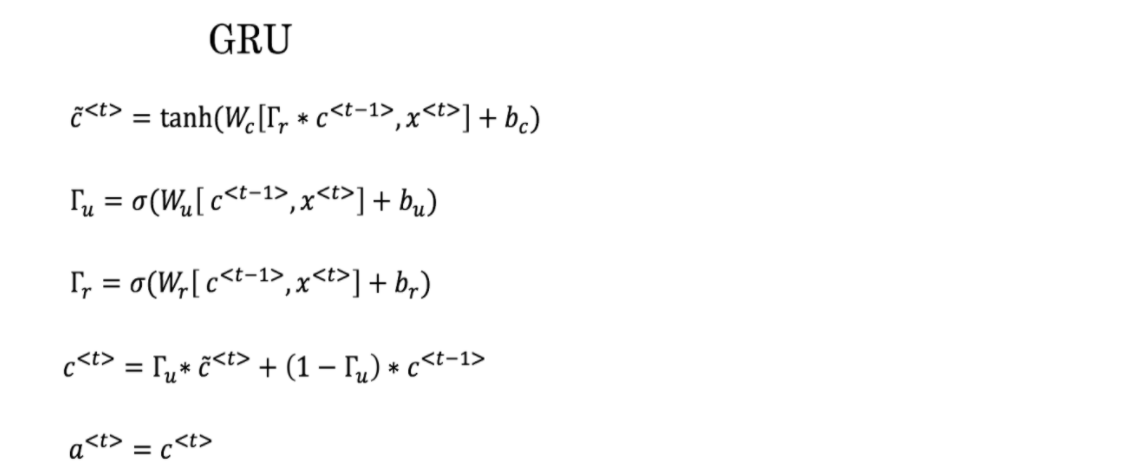 GRU
c̃^{<t>} = tanh(W_c[Γ_r * c^{<t-1>}, x^{<t>}] + b_c)
Γ_u = σ(W_u[ c^{<t-1>}, x^{<t>}] + b_u)
Γ_r = σ(W_r[ c^{<t-1>}, x^{<t>}] + b_r)
c^{<t>} = Γ_u * c̃^{<t>} + (1 − Γ_u) * c^{<t-1>}
a^{<t>} = c^{<t>}